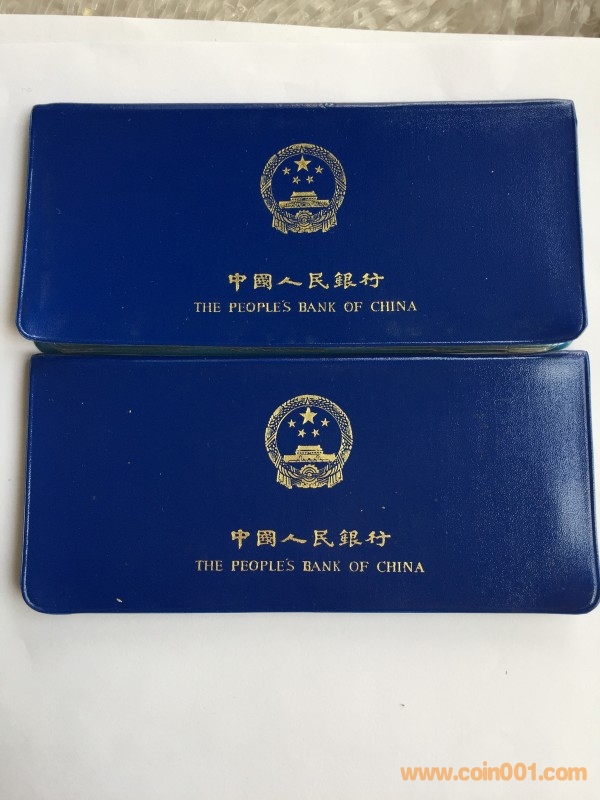 中國人民銀行
THE PEOPLE'S BANK OF CHINA
中國人民銀行
THE PEOPLE'S BANK OF CHINA
www.coin001.com